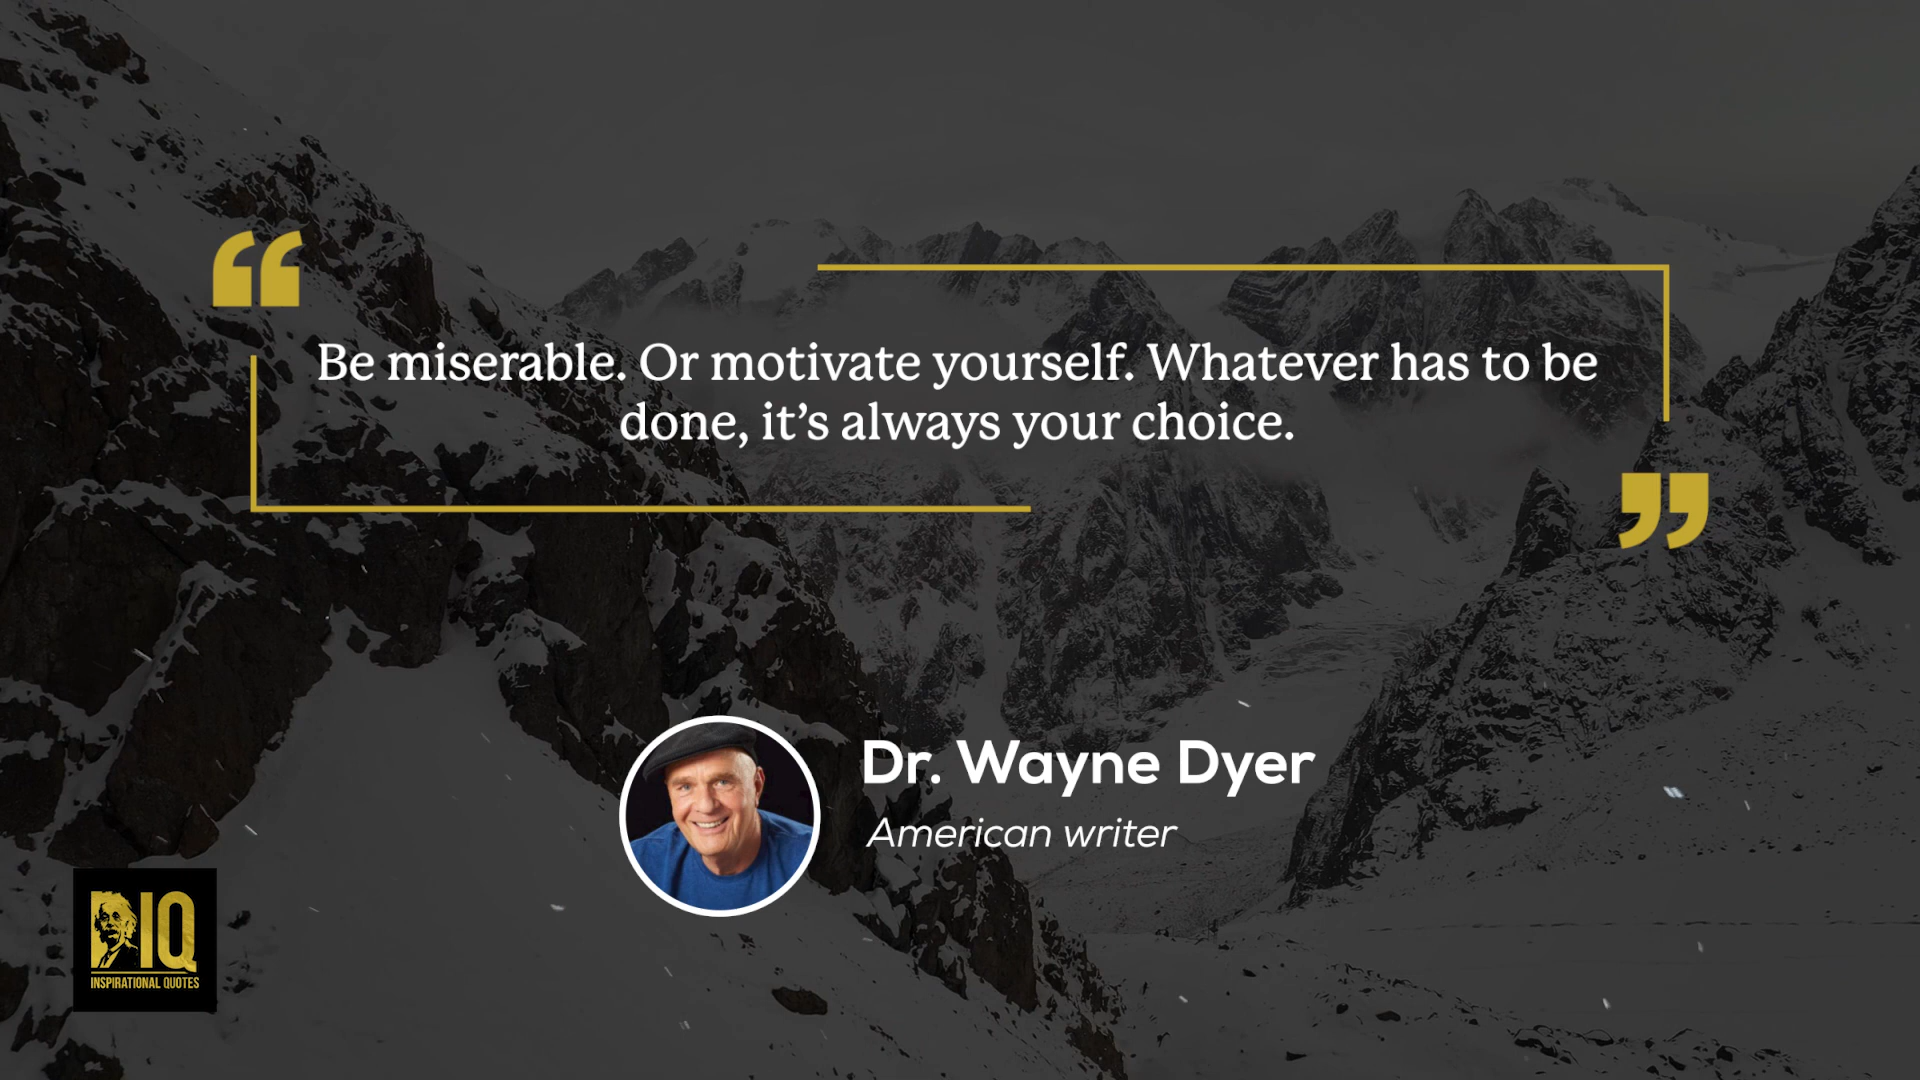 “
Be miserable. Or motivate yourself. Whatever has to be
done, it’s always your choice.
”
Dr. Wayne Dyer
American writer
IQ
INSPIRATIONAL QUOTES